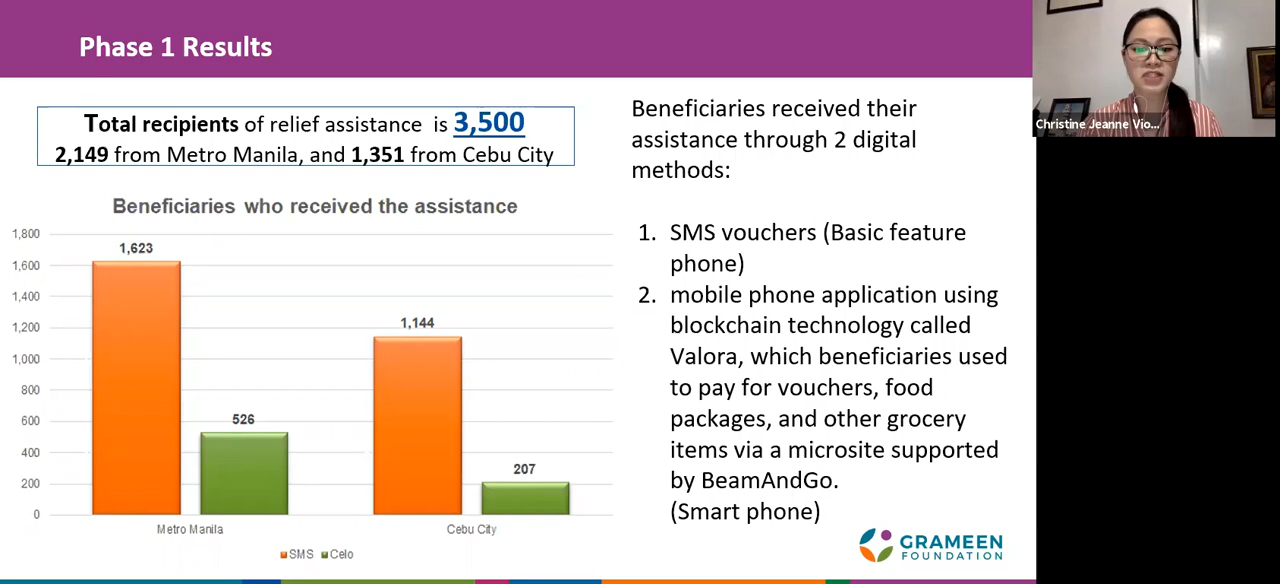 Phase 1 Results
Total recipients of relief assistance is 3,500
2,149 from Metro Manila, and 1,351 from Cebu City
Beneficiaries who received the assistance
1,800
1,600
1,400
1,200
1,000
800
600
400
200
0
1,623
526
1,144
207
Metro Manila
Cebu City
SMS
Celo
Beneficiaries received their
assistance through 2 digital
methods:
1. SMS vouchers (Basic feature
phone)
2. mobile phone application using
blockchain technology called
Valora, which beneficiaries used
to pay for vouchers, food
packages, and other grocery
items via a microsite supported
by BeamAndGo.
(Smart phone)
GRAMEEN
FOUNDATION
Christine Jeanne Vio...